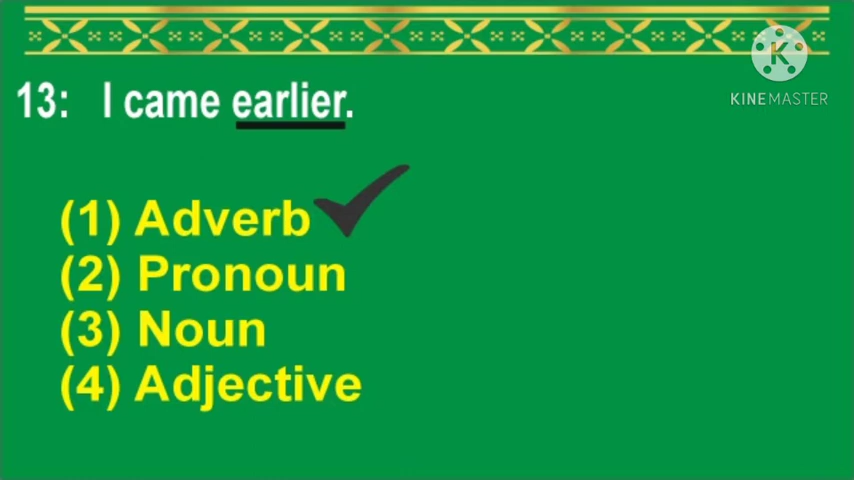 13: I came earlier.
K
KINEMASTER
(1) Adverb
(2) Pronoun
(3) Noun
(4) Adjective